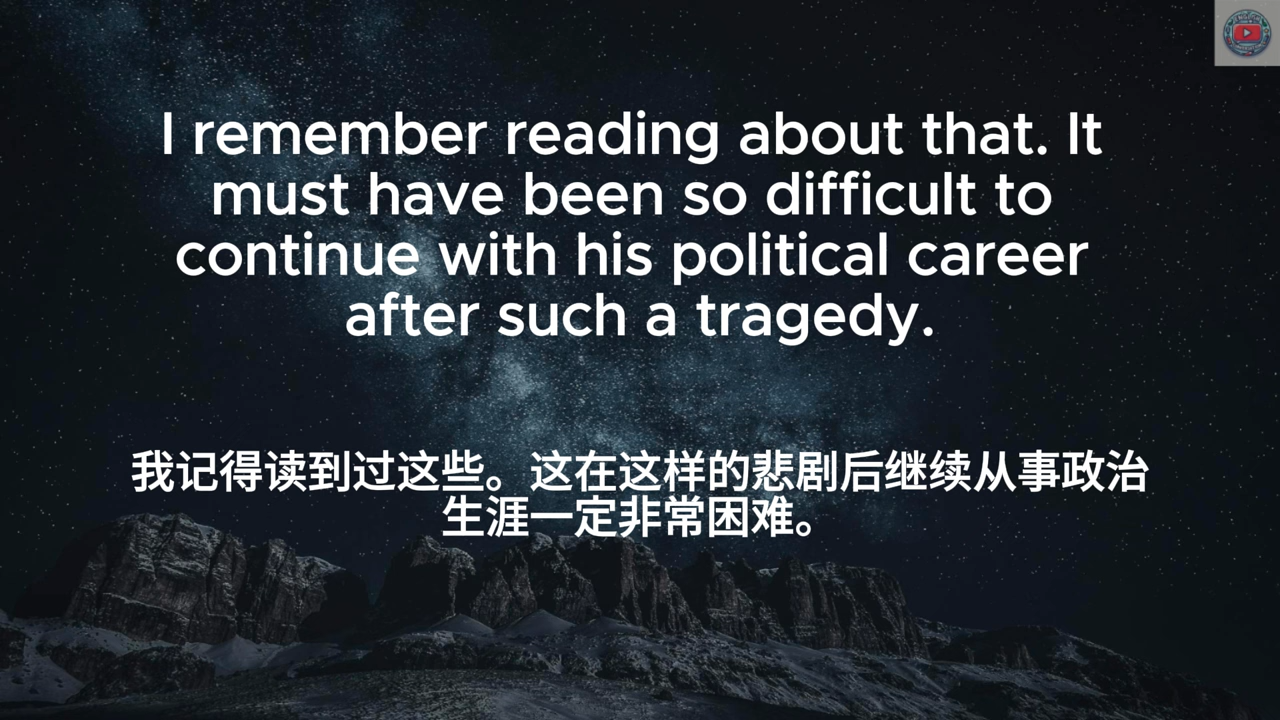 I remember reading about that. It
must have been so difficult to
continue with his political career
after such a tragedy.
我记得读到过这些。这在这样的悲剧后继续从事政治
生涯一定非常困难。